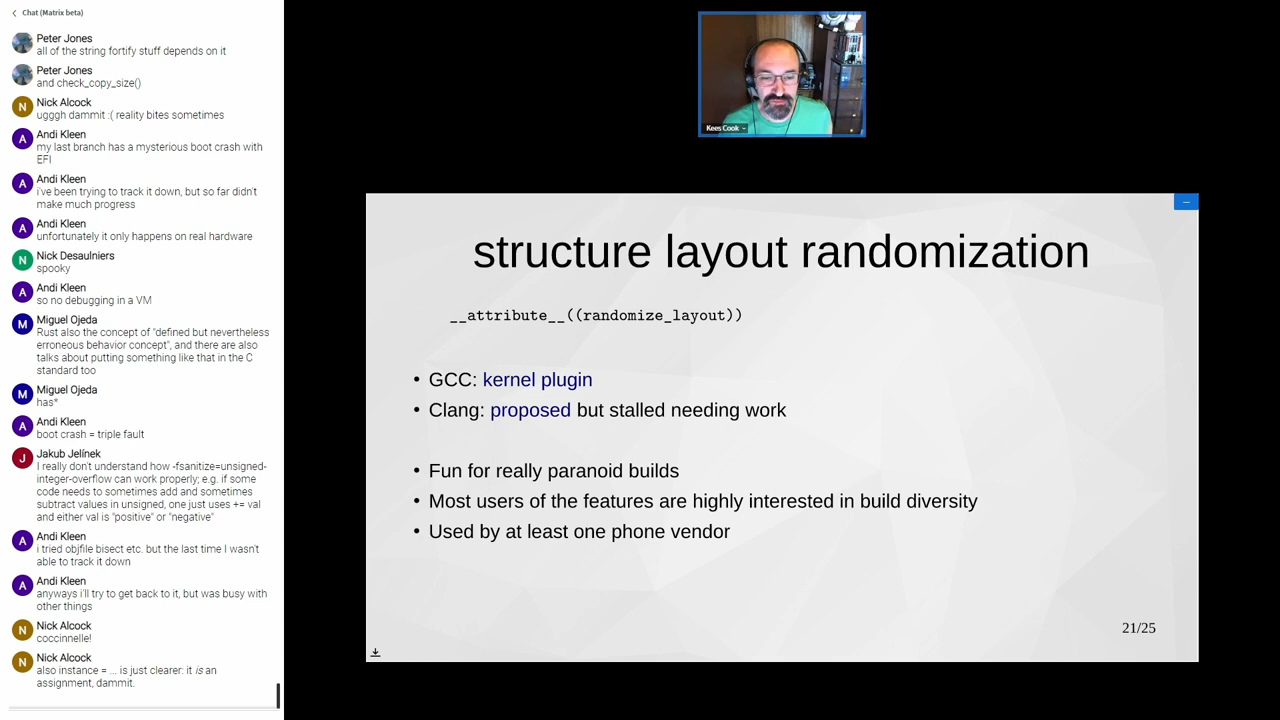 Chat (Matrix beta)
Peter Jones
all of the string fortify stuff depends on it
Peter Jones
and check_copy_size()
N
Nick Alcock
ugggh dammit :( reality bites sometimes
A
Andi Kleen
my last branch has a mysterious boot crash with
EFI
A
Andi Kleen
i've been trying to track it down, but so far didn't
make much progress
A
Andi Kleen
unfortunately it only happens on real hardware
N
Nick Desaulniers
spooky
A
Andi Kleen
so no debugging in a VM
M
Miguel Ojeda
Rust also the concept of "defined but nevertheless
erroneous behavior concept", and there are also
talks about putting something like that in the C
standard too
M
Miguel Ojeda
has*
A
Andi Kleen
boot crash = triple fault
J
Jakub Jelínek
I really don't understand how -fsanitize=unsigned-
integer-overflow can work properly; e.g. if some
code needs to sometimes add and sometimes
subtract values in unsigned, one just uses += val
and either val is "positive" or "negative"
A
Andi Kleen
i tried objfile bisect etc. but the last time I wasn't
able to track it down
A
Andi Kleen
anyways i'll try to get back to it, but was busy with
other things
N
Nick Alcock
coccinnelle!
N
Nick Alcock
also instance = ... is just clearer: it is an
assignment, dammit.
Kees Cook
structure layout randomization
__attribute__((randomize_layout))
• GCC: kernel plugin
• Clang: proposed but stalled needing work
• Fun for really paranoid builds
• Most users of the features are highly interested in build diversity
• Used by at least one phone vendor
21/25